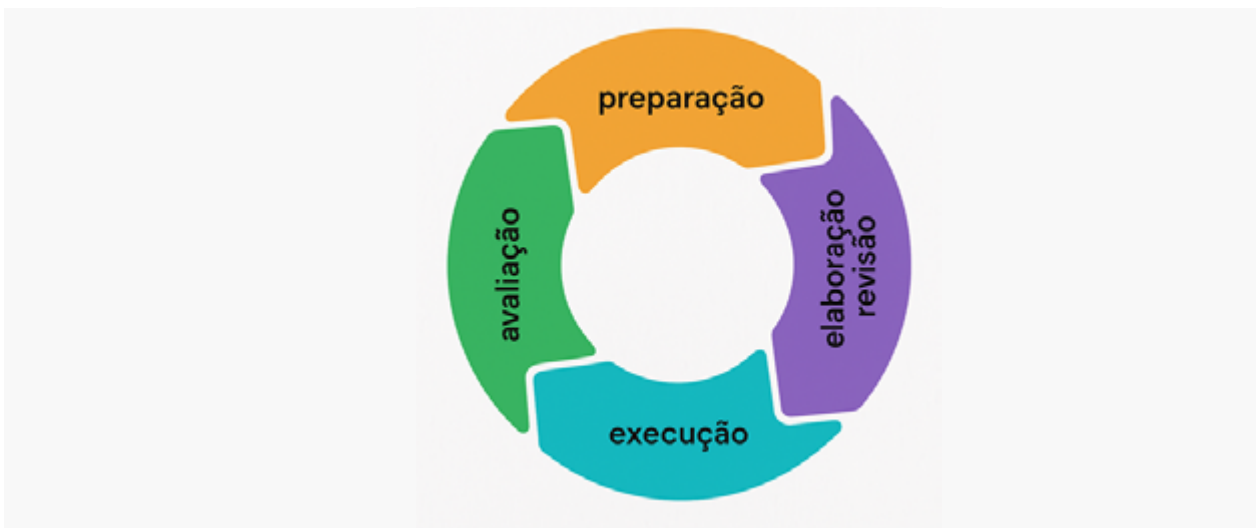 preparação
elaboração
revisão
execução
avaliação